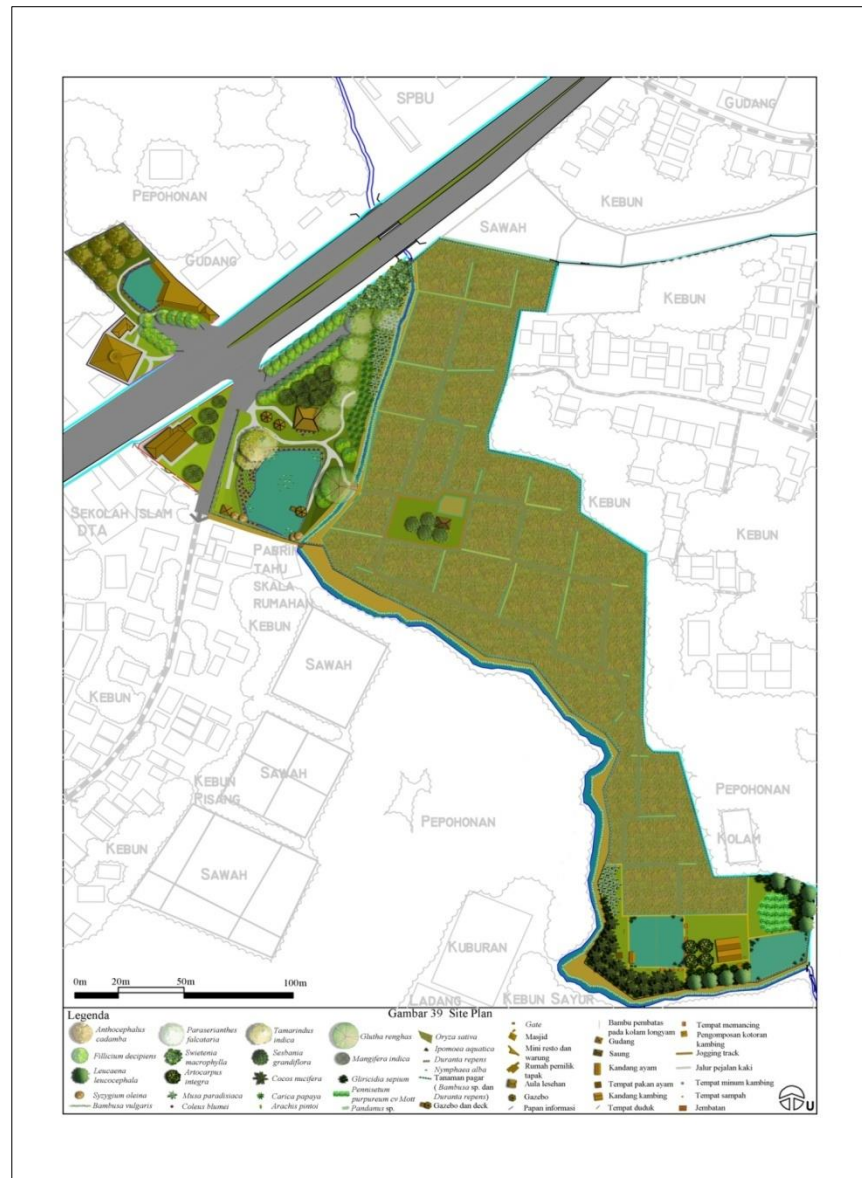 SPBU
GUDANG
PEPOHONAN
KEBUN
SAWAH
GUDANG
KEBUN
KEBUN
KEBUN
SEKOLAH ISLAM
DTA
PABRIK
TAHU
SKALA
RUMAHAN
KEBUN
SAWAH
KEBUN
SAWAH
KEBUN
PISANG
PEPOHONAN
PEPOHONAN
KOLAM
KEBUN
SAWAH
KUBURAN
LADANG
KEBUN SAYUR
0m 20m 50m 100m
Legenda
Gambar 39 Site Plan
Anthocephalus
cadamba
Paraserianthes
falcataria
Tamarindus
indica
Glutha renghas
Fillicium decipiens
Swietenia
macrophylla
Sesbania
grandiflora
Mangifera indica
Leucaena
leucocephala
Artocarpus
integra
Cocos nucifera
Gliricidia sepium
Syzygium oleina
Musa paradisiaca
Carica papaya
Pennisetum
purpureum cv Mott
Bambusa vulgaris
Coleus blumei
Arachis pintoi
Pandanus sp.
Oryza sativa
Ipomoea aquatica
Duranta repens
Nymphaea alba
Tanaman pagar
( Bambusa sp. dan
Duranta repens)
Gazebo dan deck
Gate
Masjid
Mini resto dan
warung
Rumah pemilik
tapak
Aula lesehan
Gazebo
Papan informasi
Bambu pembatas
pada kolam longyam
Gudang
Saung
Kandang ayam
Tempat pakan ayam
Kandang kambing
Tempat duduk
Tempat memancing
Pengomposan kotoran
kambing
Jogging track
Jalur pejalan kaki
Tempat minum kambing
Tempat sampah
Jembatan
U